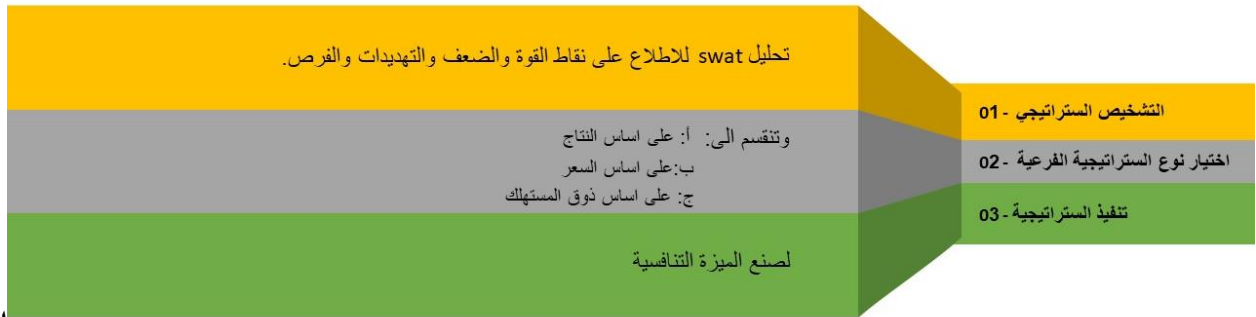 تحليل swat للاطلاع على نقاط القوة والضعف والتهديدات والفرص.
01- التشخيص الستراتيجي
وتنقسم الى: أ: على اساس النتاج
ب:على اساس السعر
ج: على اساس ذوق المستهلك
02- اختيار نوع الستراتيجية الفرعية
03- تنفيذ الستراتيجية
لصنع الميزة التنافسية